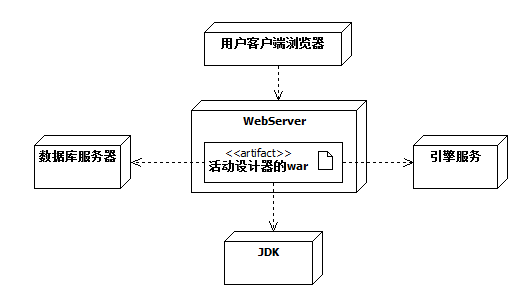 用户客户端浏览器
WebServer
<<artifact>>
活动设计器的war
数据库服务器
引擎服务
JDK